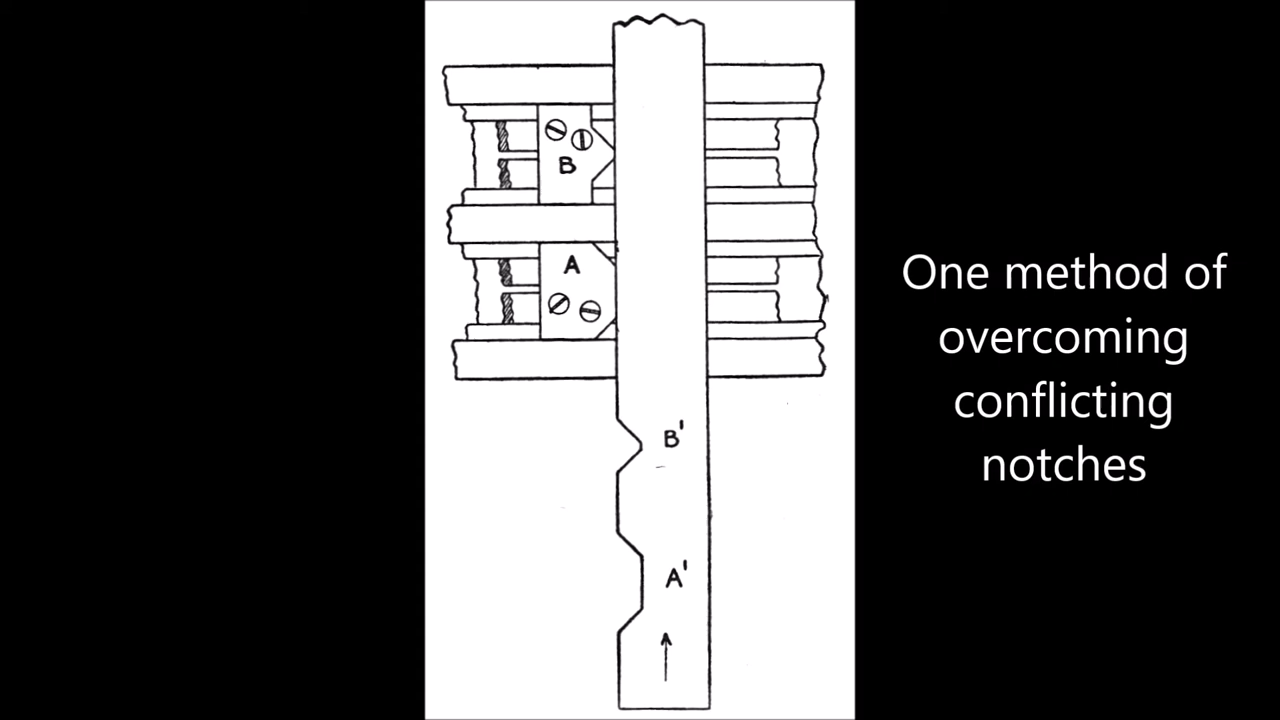 B
A
B'
A'
One method of
overcoming
conflicting
notches